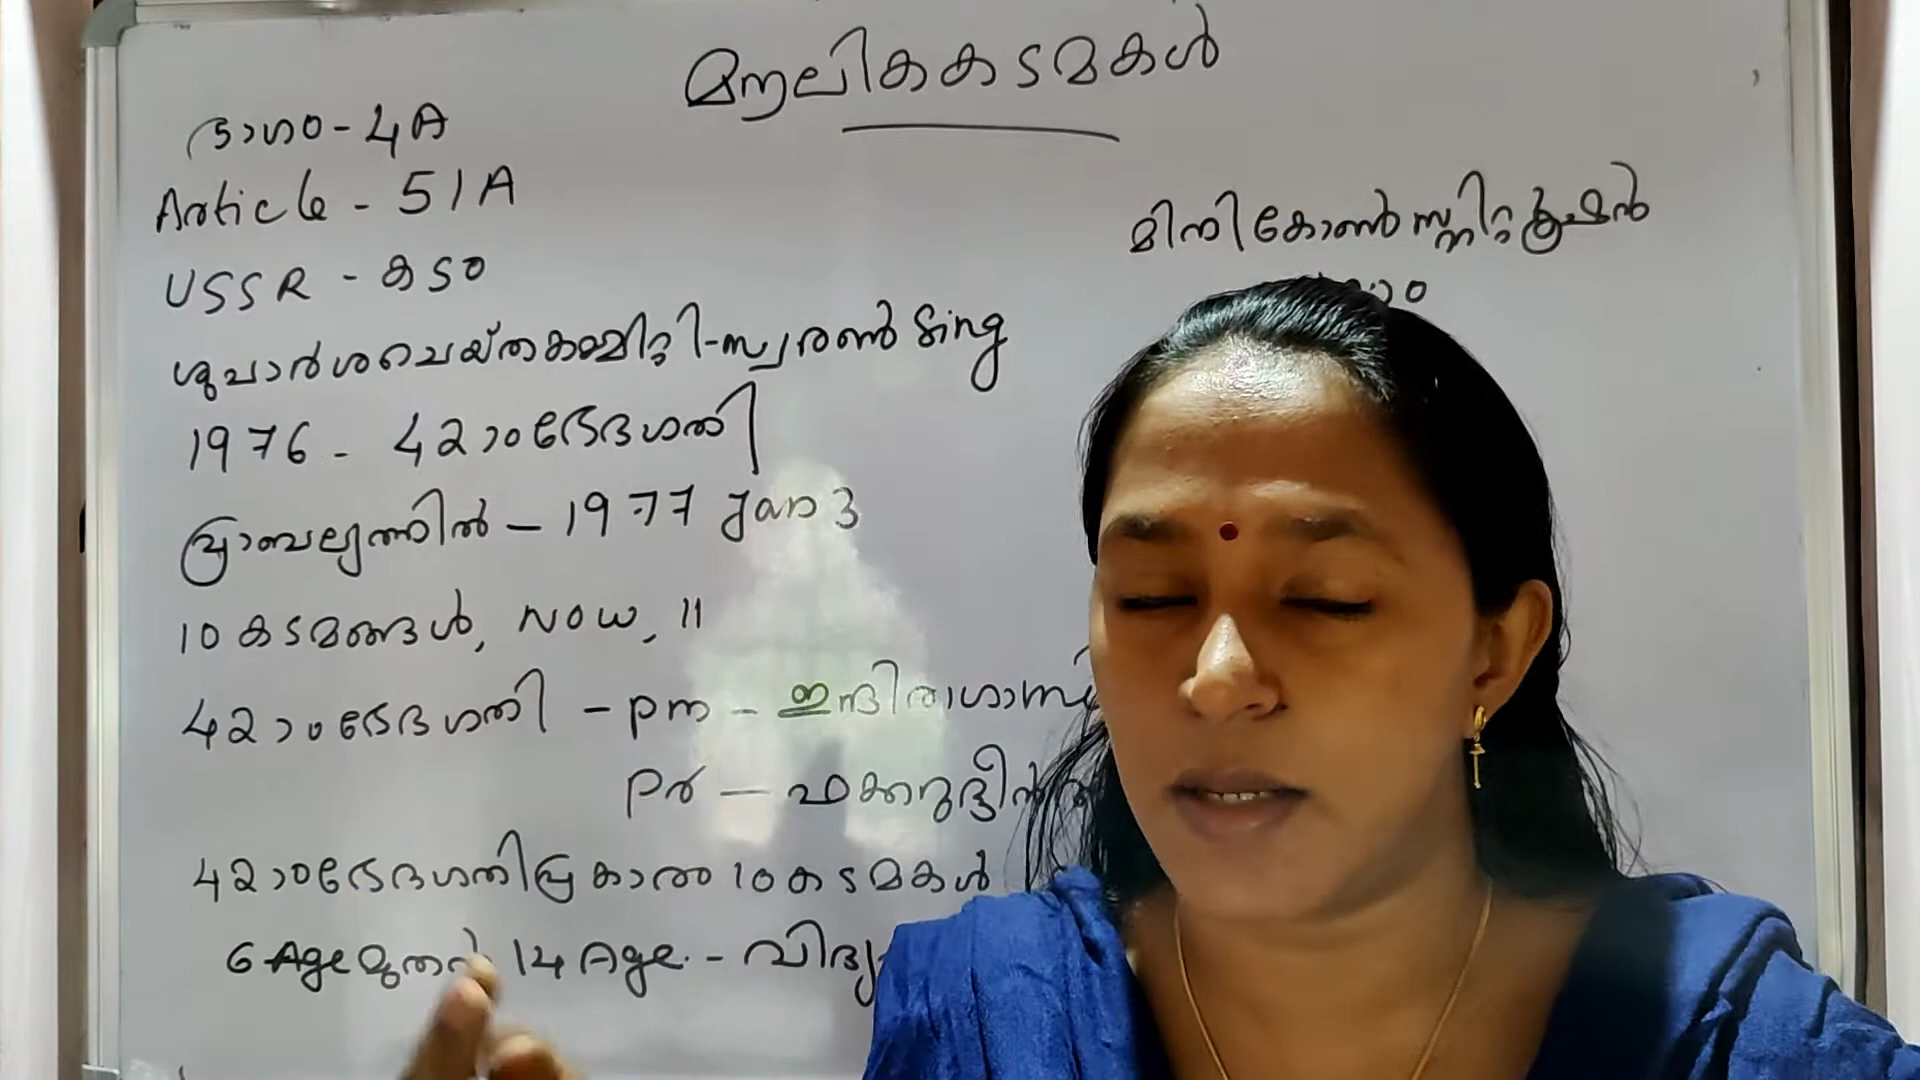 മൗലികകടമകൾ
ഭാഗം - 4A
Article - 51A
USSR - കടം
ശുപാർശചെയ്തകമ്മിറ്റി - സ്വരൺ Sing
1976 - 42ാം ഭേദഗതി
പ്രാബല്യത്തിൽ - 1977 Jan 3
10 കടമങ്ങൾ, NOW, 11
42ാം ഭേദഗതി - pm - ഇന്ദിരാഗാന്ധി
Pr - ഫക്രുദ്ദീൻ
42ാം ഭേദഗതി പ്രകാരം 10 കടമകൾ
6 Age മുതൽ 14 Age - 
മിനി കോൺസ്റ്റിറ്റ്യൂഷൻ